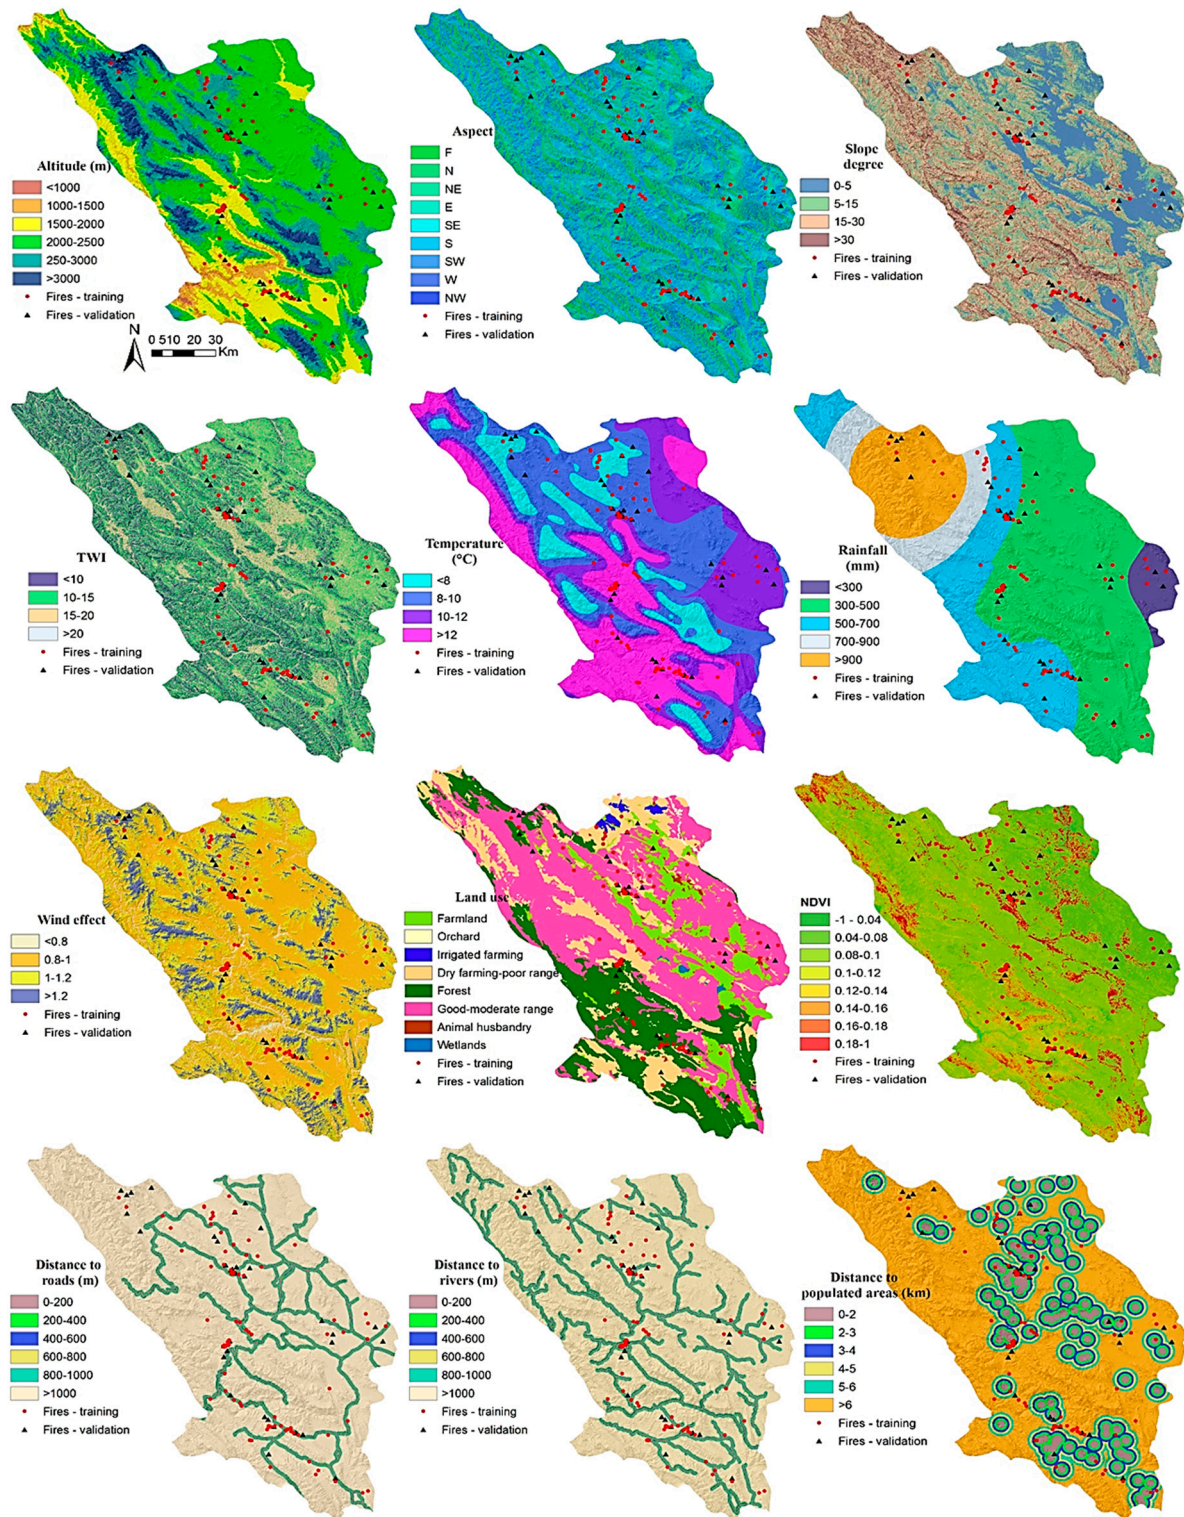 Altitude (m)
<1000
1000-1500
1500-2000
2000-2500
250-3000
>3000
Fires - training
Fires - validation
N
0 510 20 30
Km
Aspect
F
N
NE
E
SE
S
SW
W
NW
Fires - training
Fires - validation
Slope
degree
0-5
5-15
15-30
>30
Fires - training
Fires - validation
TWI
<10
10-15
15-20
>20
Fires - training
Fires - validation
Temperature
(°C)
<8
8-10
10-12
>12
Fires - training
Fires - validation
Rainfall
(mm)
<300
300-500
500-700
700-900
>900
Fires - training
Fires - validation
Wind effect
<0.8
0.8-1
1-1.2
>1.2
Fires - training
Fires - validation
Land use
Farmland
Orchard
Irrigated farming
Dry farming-poor range
Forest
Good-moderate range
Animal husbandry
Wetlands
Fires - training
Fires - validation
NDVI
-1 - 0.04
0.04-0.08
0.08-0.1
0.1-0.12
0.12-0.14
0.14-0.16
0.16-0.18
0.18-1
Fires - training
Fires - validation
Distance to
roads (m)
0-200
200-400
400-600
600-800
800-1000
>1000
Fires - training
Fires - validation
Distance to
rivers (m)
0-200
200-400
400-600
600-800
800-1000
>1000
Fires - training
Fires - validation
Distance to
populated areas (km)
0-2
2-3
3-4
4-5
5-6
>6
Fires - training
Fires - validation